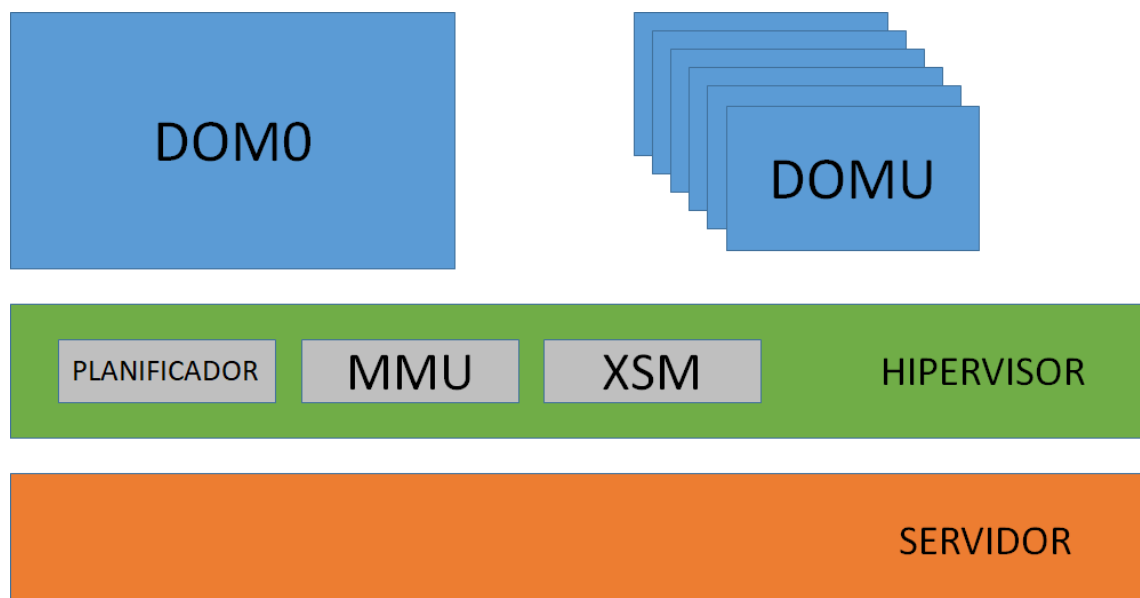 DOM0
DOMU
PLANIFICADOR
MMU
XSM
HIPERVISOR
SERVIDOR